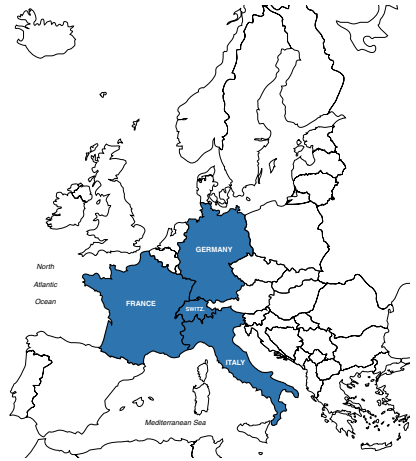 GERMANY
North
Atlantic
Ocean
FRANCE
SWITZ.
ITALY
Mediterranean Sea